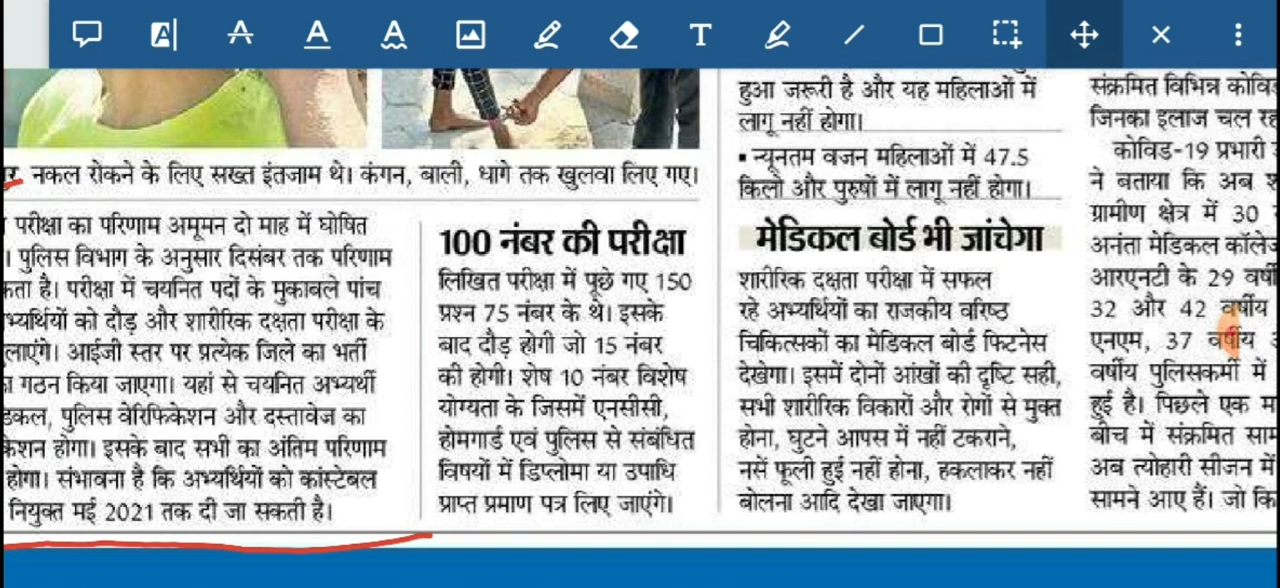 नकल रोकने के लिए सख्त इंतजाम थे। कंगन, बाली, धागे तक खुलवा लिए गए।
परीक्षा का परिणाम अमूमन दो माह में घोषित
। पुलिस विभाग के अनुसार दिसंबर तक परिणाम
है। परीक्षा में चयनित पदों के मुकाबले पांच
को दौड़ और शारीरिक दक्षता परीक्षा के
आईजी स्तर पर प्रत्येक जिले का भर्ती
गठन किया जाएगा। यहां से चयनित अभ्यर्थी
पुलिस वेरिफिकेशन और दस्तावेज का
होगा। इसके बाद सभी का अंतिम परिणाम
होगा। संभावना है कि अभ्यर्थियों को कांस्टेबल
नियुक्त मई 2021 तक दी जा सकती है।
100 नंबर की परीक्षा
लिखित परीक्षा में पूछे गए 150
प्रश्न 75 नंबर के थे। इसके
बाद दौड़ होगी जो 15 नंबर
की होगी। शेष 10 नंबर विशेष
योग्यता के जिसमें एनसीसी,
होमगार्ड एवं पुलिस से संबंधित
विषयों में डिप्लोमा या उपाधि
प्राप्त प्रमाण पत्र लिए जाएंगे।
हुआ जरूरी है और यह महिलाओं में
लागू नहीं होगा।
▪ न्यूनतम वजन महिलाओं में 47.5
किलो और पुरुषों में लागू नहीं होगा।
मेडिकल बोर्ड भी जांचेगा
शारीरिक दक्षता परीक्षा में सफल
रहे अभ्यर्थियों का राजकीय वरिष्ठ
चिकित्सकों का मेडिकल बोर्ड फिटनेस
देखेगा। इसमें दोनों आंखों की दृष्टि सही,
सभी शारीरिक विकारों और रोगों से मुक्त
होना, घुटने आपस में नहीं टकराने,
नसें फूली हुई नहीं होना, हकलाकर नहीं
बोलना आदि देखा जाएगा।
संक्रमित विभिन्न
जिनका इलाज चल
कोविड-19 प्रभारी
ने बताया कि अब
ग्रामीण क्षेत्र में 30
अनंता मेडिकल कॉलेज
आरएनटी के 29 वर्षी
32 और 42 वर्षीय
एनएम, 37 वर्षीय
वर्षीय पुलिसकर्मी में
हुई है। पिछले एक
बीच में संक्रमित
अब त्योहारी सीजन में
सामने आए हैं। जो